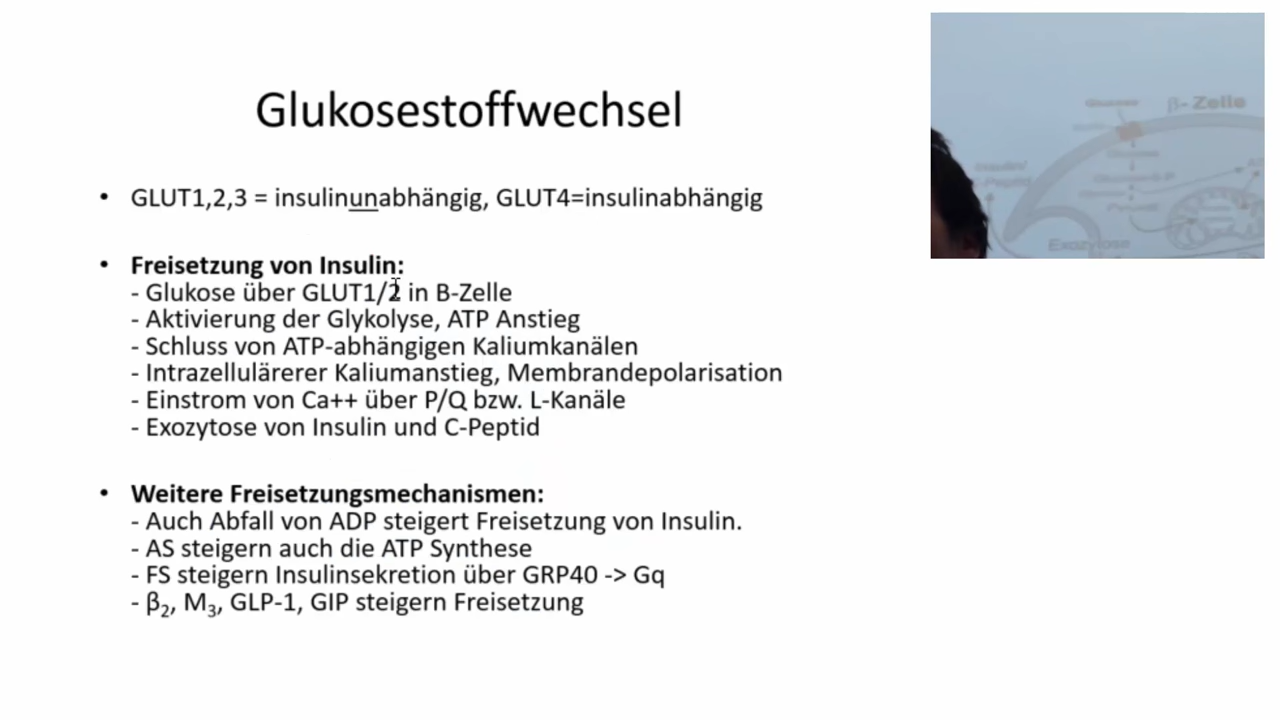 Glukosestoffwechsel
• GLUT1,2,3 = insulinunabhängig, GLUT4=insulinabhängig
• Freisetzung von Insulin:
- Glukose über GLUT1/2 in B-Zelle
- Aktivierung der Glykolyse, ATP Anstieg
- Schluss von ATP-abhängigen Kaliumkanälen
- Intrazellulärerer Kaliumanstieg, Membrandepolarisation
- Einstrom von Ca++ über P/Q bzw. L-Kanäle
- Exozytose von Insulin und C-Peptid
• Weitere Freisetzungsmechanismen:
- Auch Abfall von ADP steigert Freisetzung von Insulin.
- AS steigern auch die ATP Synthese
- FS steigern Insulinsekretion über GRP40 -> Gq
- β₂, M₃, GLP-1, GIP steigern Freisetzung
β- Zelle
Exozytose